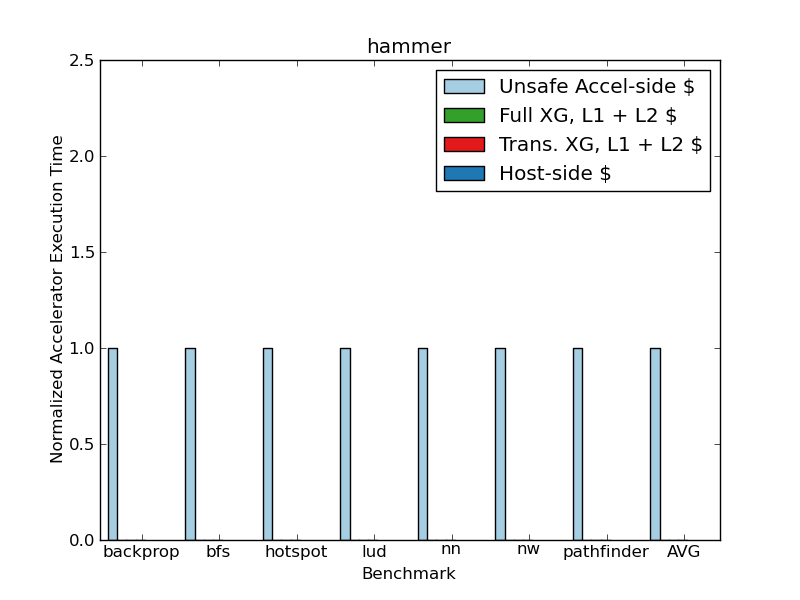 hammer
Unsafe Accel-side $
Full XG, L1 + L2 $
Trans. XG, L1 + L2 $
Host-side $
Normalized Accelerator Execution Time
2.5
2.0
1.5
1.0
0.5
0.0
backprop bfs hotspot lud nn nw pathfinder AVG
Benchmark